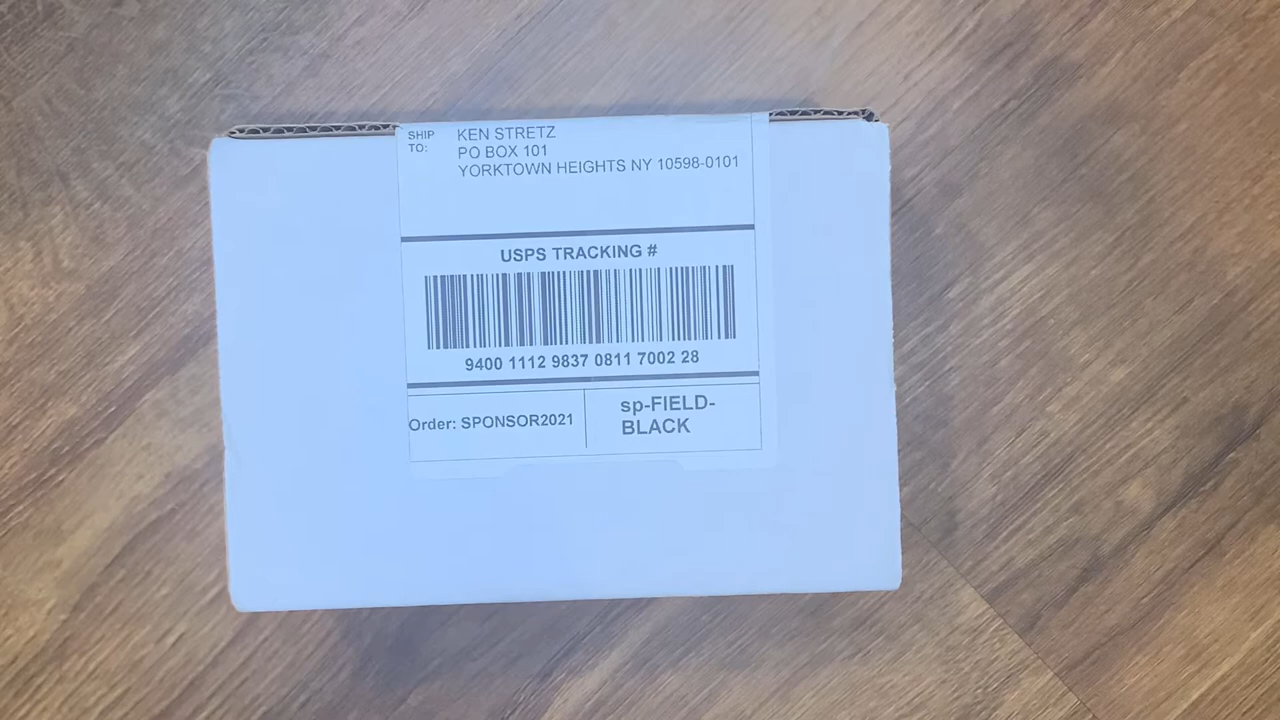 SHIP
TO:
KEN STRETZ
PO BOX 101
YORKTOWN HEIGHTS NY 10598-0101
USPS TRACKING #
9400 1112 9837 0811 7002 28
Order: SPONSOR2021
sp-FIELD-
BLACK